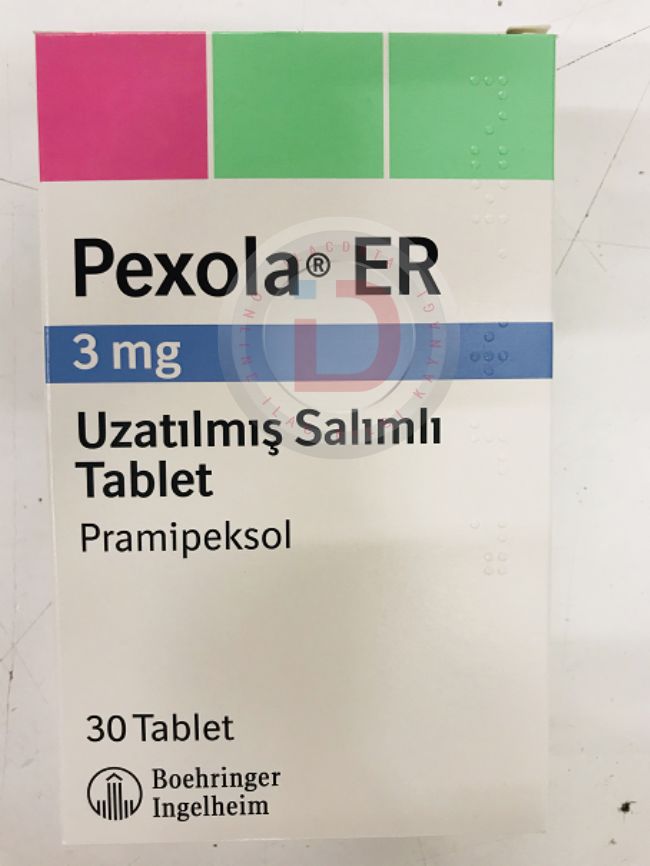 Pexola® ER
3 mg
Uzatılmış Salımlı
Tablet
Pramipeksol
30 Tablet
Boehringer
Ingelheim